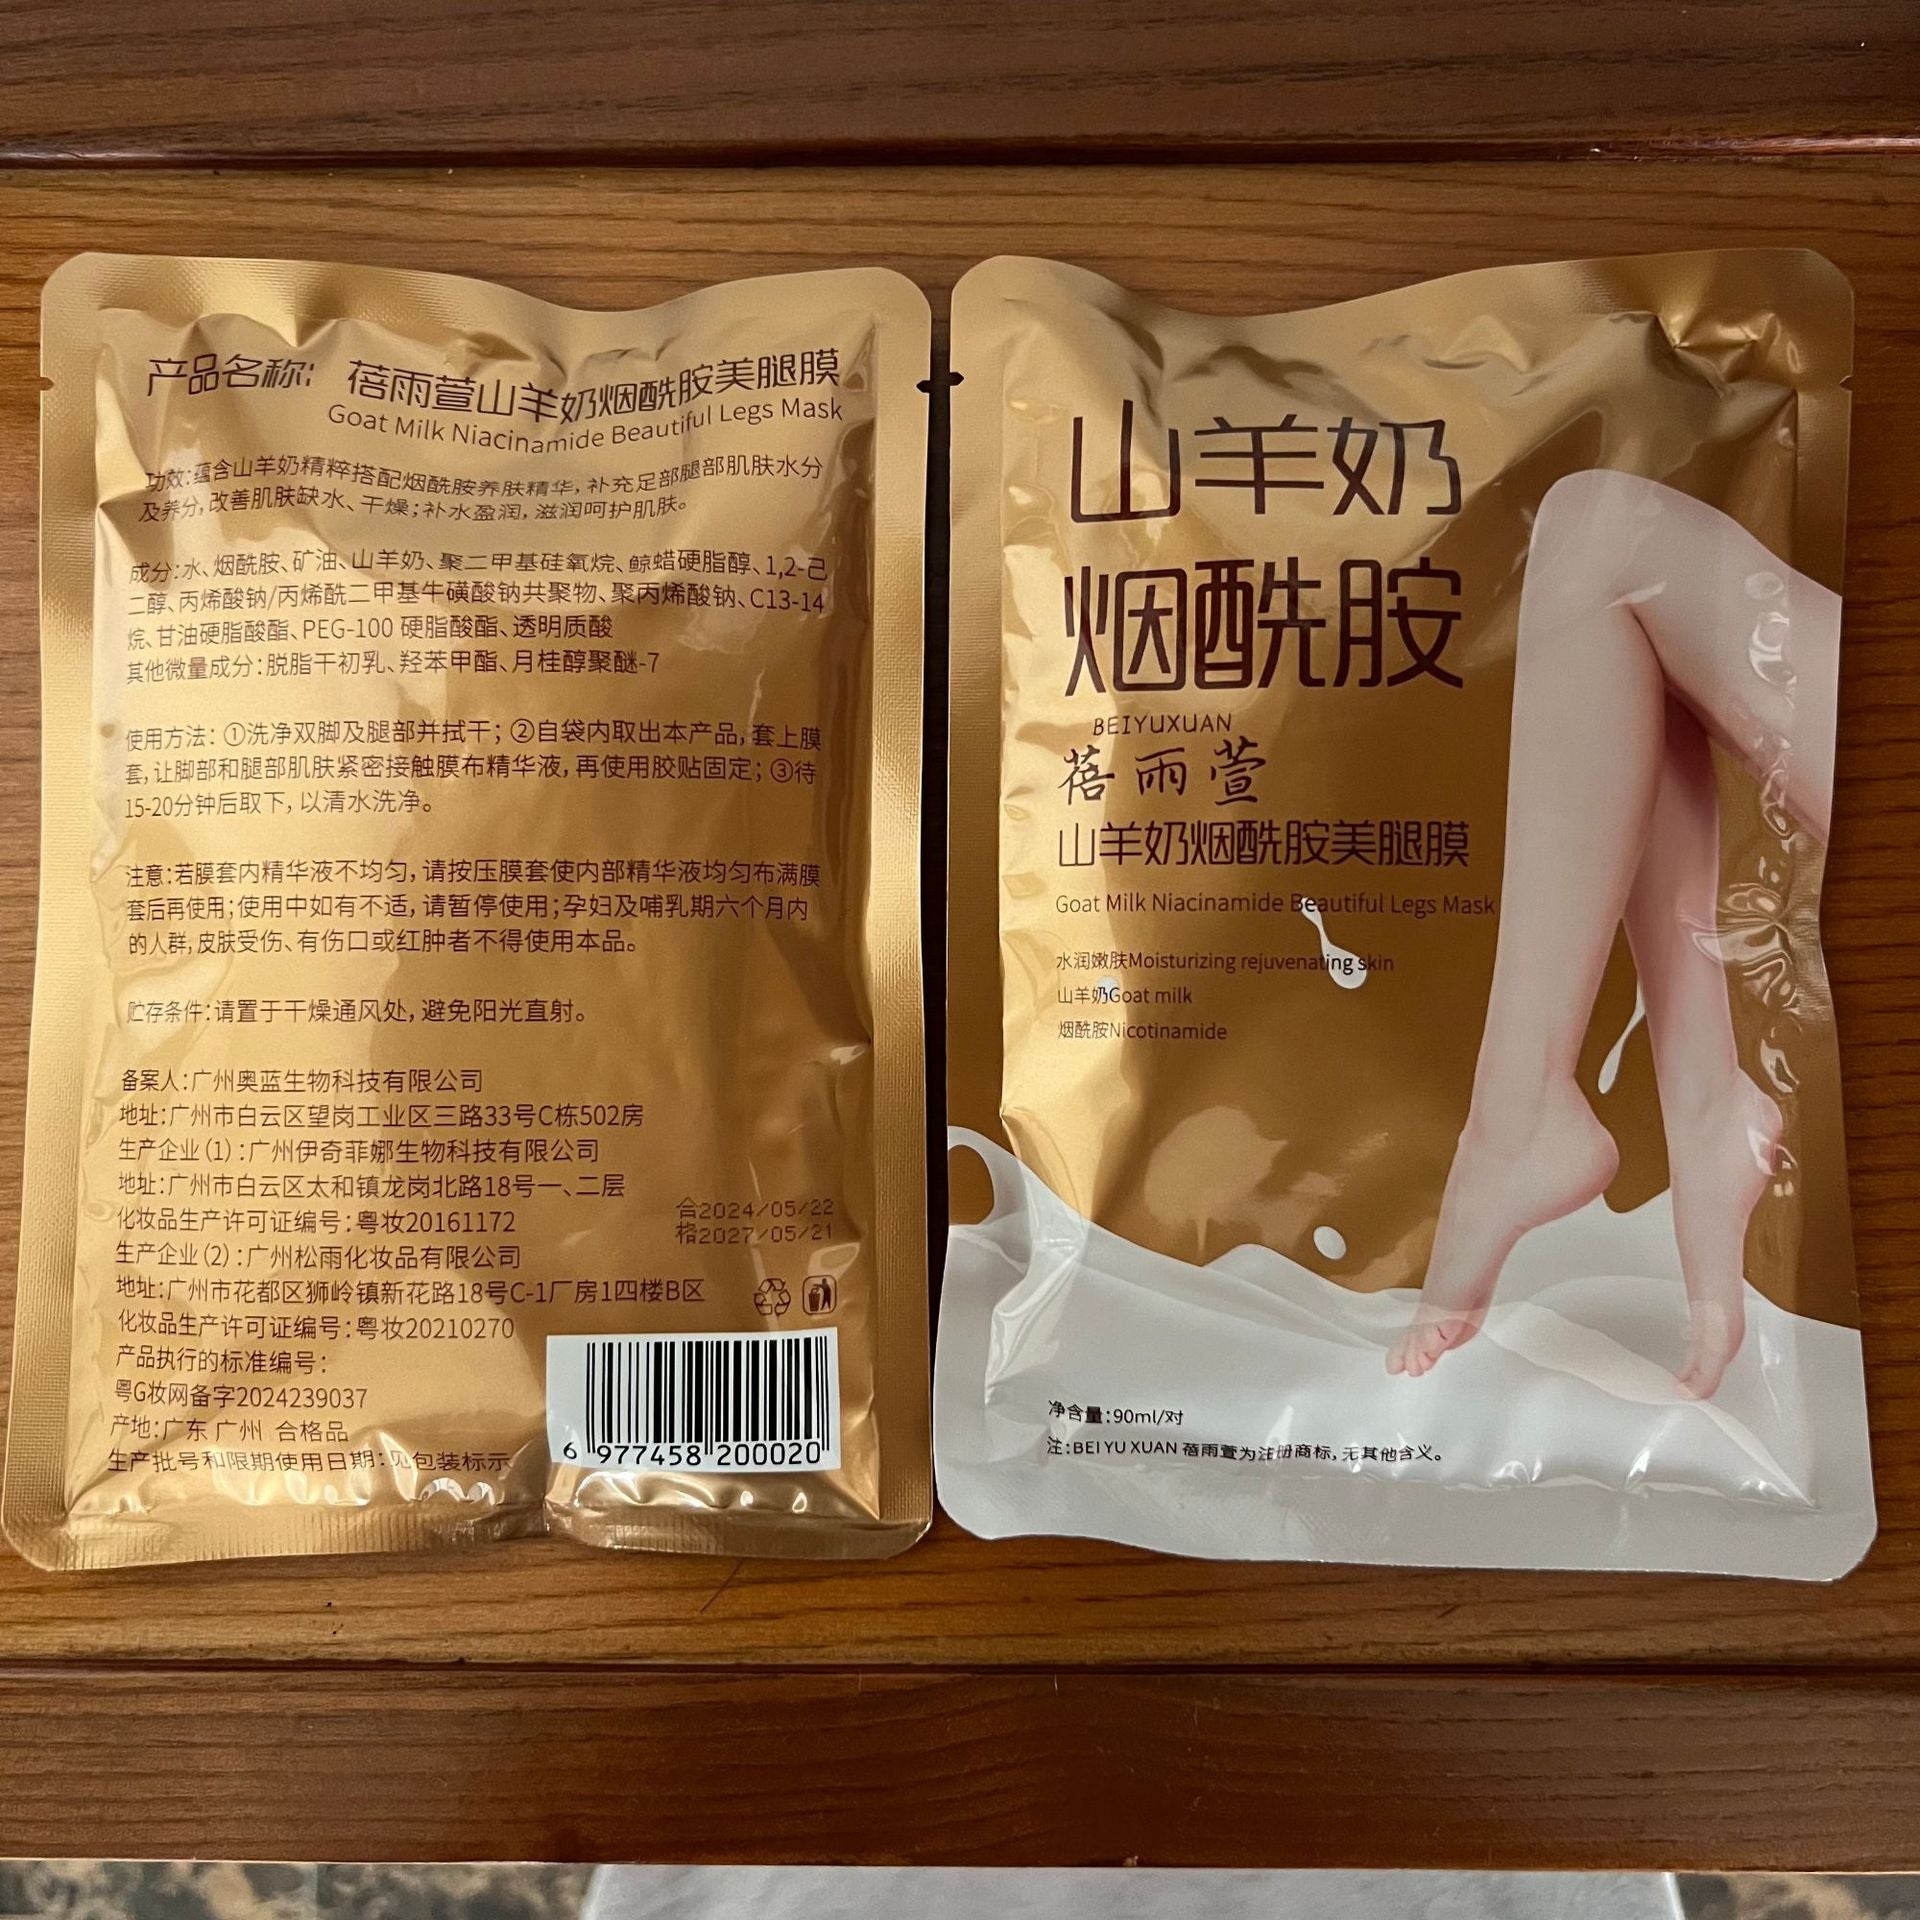 产品名称: 蓓雨萱山羊奶烟酰胺美腿膜
Goat Milk Niacinamide Beautiful Legs Mask
功效:蕴含山羊奶精粹搭配烟酰胺养肤精华,补充足部腿部肌肤水分
及养分,改善肌肤缺水、干燥;补水盈润,滋润呵护肌肤。
成分:水、烟酰胺、矿油、山羊奶、聚二甲基硅氧烷、鲸蜡硬脂醇、1,2-己
二醇、丙烯酸钠/丙烯酰二甲基牛磺酸钠共聚物、聚丙烯酸钠、C13-14
烷、甘油硬脂酸酯、PEG-100 硬脂酸酯、透明质酸
其他微量成分:脱脂干初乳、羟苯甲酯、月桂醇聚醚-7
使用方法: ①洗净双脚及腿部并拭干; ②自袋内取出本产品,套上膜
套,让脚部和腿部肌肤紧密接触膜布精华液,再使用胶贴固定; ③待
15-20分钟后取下,以清水洗净。
注意:若膜套内精华液不均匀,请按压膜套使内部精华液均匀布满膜
套后再使用;使用中如有不适,请暂停使用;孕妇及哺乳期六个月内
的人群,皮肤受伤、有伤口或红肿者不得使用本品。
贮存条件:请置于干燥通风处,避免阳光直射。
备案人:广州奥蓝生物科技有限公司
地址:广州市白云区望岗工业区三路33号C栋502房
生产企业(1):广州伊奇菲娜生物科技有限公司
地址:广州市白云区太和镇龙岗北路18号一、二层
化妆品生产许可证编号:粤妆20161172
生产企业(2):广州松雨化妆品有限公司
地址:广州市花都区狮岭镇新花路18号C-1厂房1四楼B区
化妆品生产许可证编号:粤妆20210270
产品执行的标准编号:
粤G妆网备字2024239037
产地:广东 广州 合格品
生产批号和限期使用日期:见包装标示
合2024/05/22
格2027/05/21
6 977458 200020
山羊奶
烟酰胺
BEIYUXUAN
蓓雨萱
山羊奶烟酰胺美腿膜
Goat Milk Niacinamide Beautiful Legs Mask
水润嫩肤Moisturizing rejuvenating skin
山羊奶Goat milk
烟酰胺Nicotinamide
净含量:90ml/对
注:BEI YU XUAN 蓓雨萱为注册商标,无其他含义。